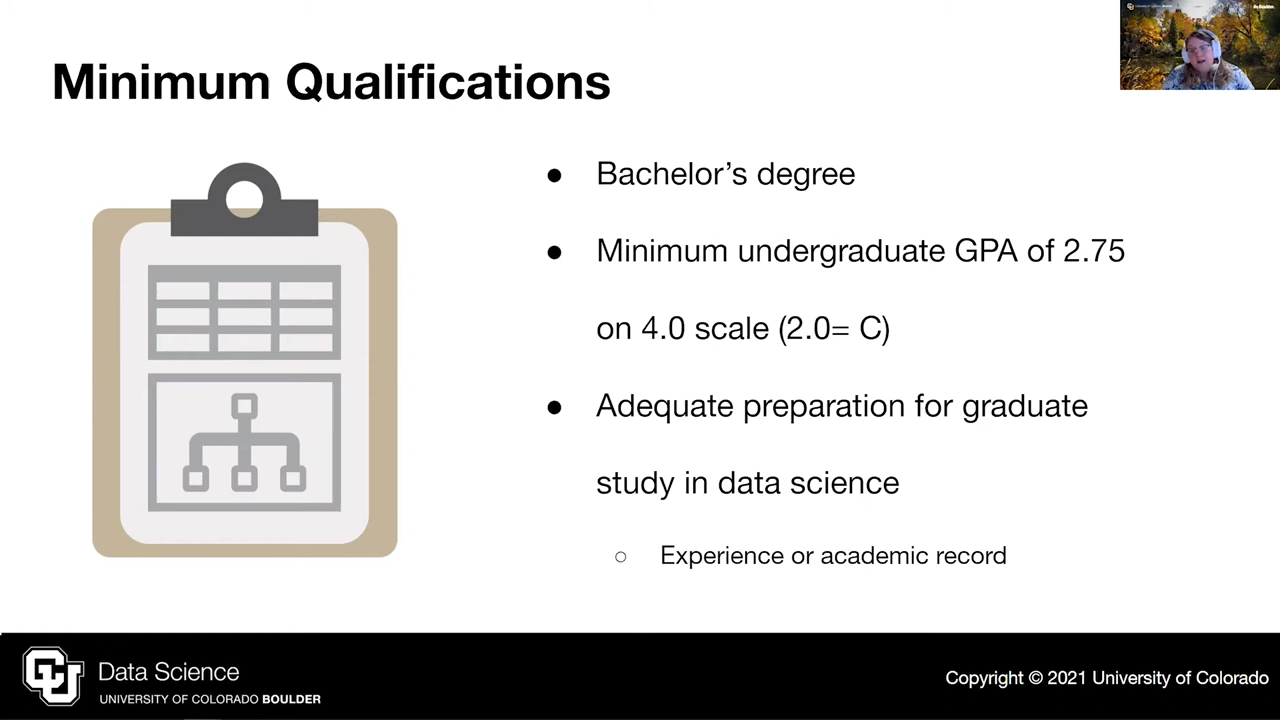 Minimum Qualifications
● Bachelor’s degree
● Minimum undergraduate GPA of 2.75
on 4.0 scale (2.0= C)
● Adequate preparation for graduate
study in data science
○ Experience or academic record
CU
Data Science
UNIVERSITY OF COLORADO BOULDER
Copyright © 2021 University of Colorado